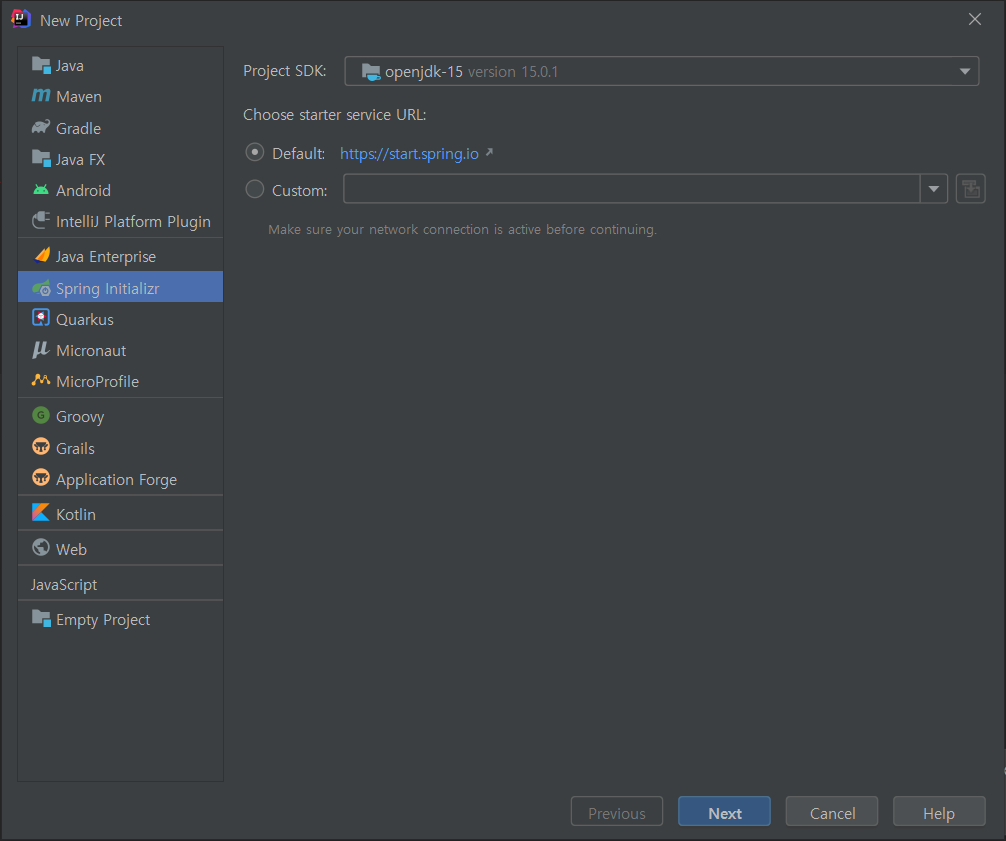 New Project
Java
Maven
Gradle
Java FX
Android
IntelliJ Platform Plugin
Java Enterprise
Spring Initializr
Quarkus
Micronaut
MicroProfile
Groovy
Grails
Application Forge
Kotlin
Web
JavaScript
Empty Project
Project SDK: openjdk-15 version 15.0.1
Choose starter service URL:
Default: https://start.spring.io
Custom:
Make sure your network connection is active before continuing.
Previous Next Cancel Help